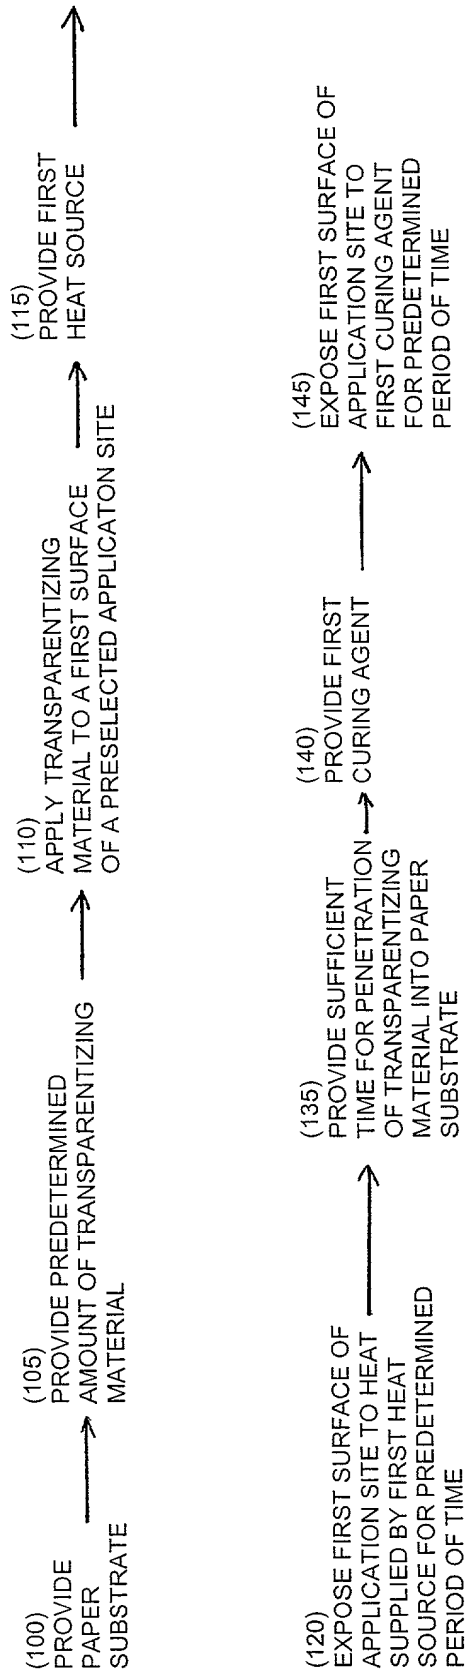 (100)
PROVIDE
PAPER
SUBSTRATE
(105)
PROVIDE PREDETERMINED
AMOUNT OF TRANSPARENTIZING
MATERIAL
(110)
APPLY TRANSPARENTIZING
MATERIAL TO A FIRST SURFACE
OF A PRESELECTED APPLICATON SITE
(115)
PROVIDE FIRST
HEAT SOURCE
(120)
EXPOSE FIRST SURFACE OF
APPLICATION SITE TO HEAT
SUPPLIED BY FIRST HEAT
SOURCE FOR PREDETERMINED
PERIOD OF TIME
(135)
PROVIDE SUFFICIENT
TIME FOR PENETRATION
OF TRANSPARENTIZING
MATERIAL INTO PAPER
SUBSTRATE
(140)
PROVIDE FIRST
CURING AGENT
(145)
EXPOSE FIRST SURFACE OF
APPLICATION SITE TO
FIRST CURING AGENT
FOR PREDETERMINED
PERIOD OF TIME